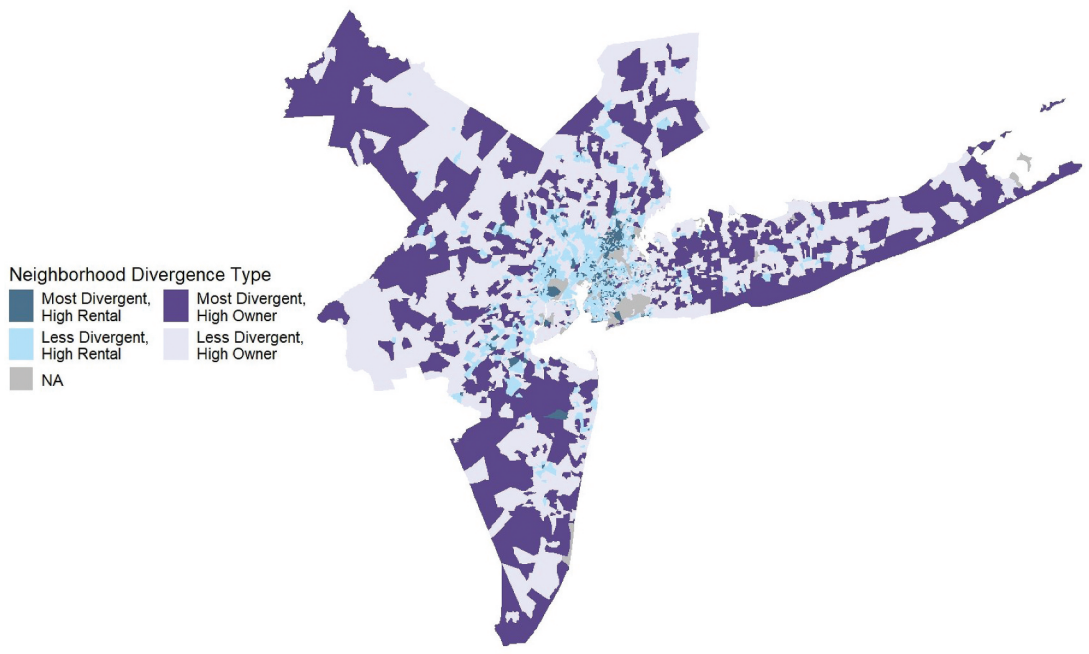 Neighborhood Divergence Type
Most Divergent,
High Rental
Most Divergent,
High Owner
Less Divergent,
High Rental
Less Divergent,
High Owner
NA